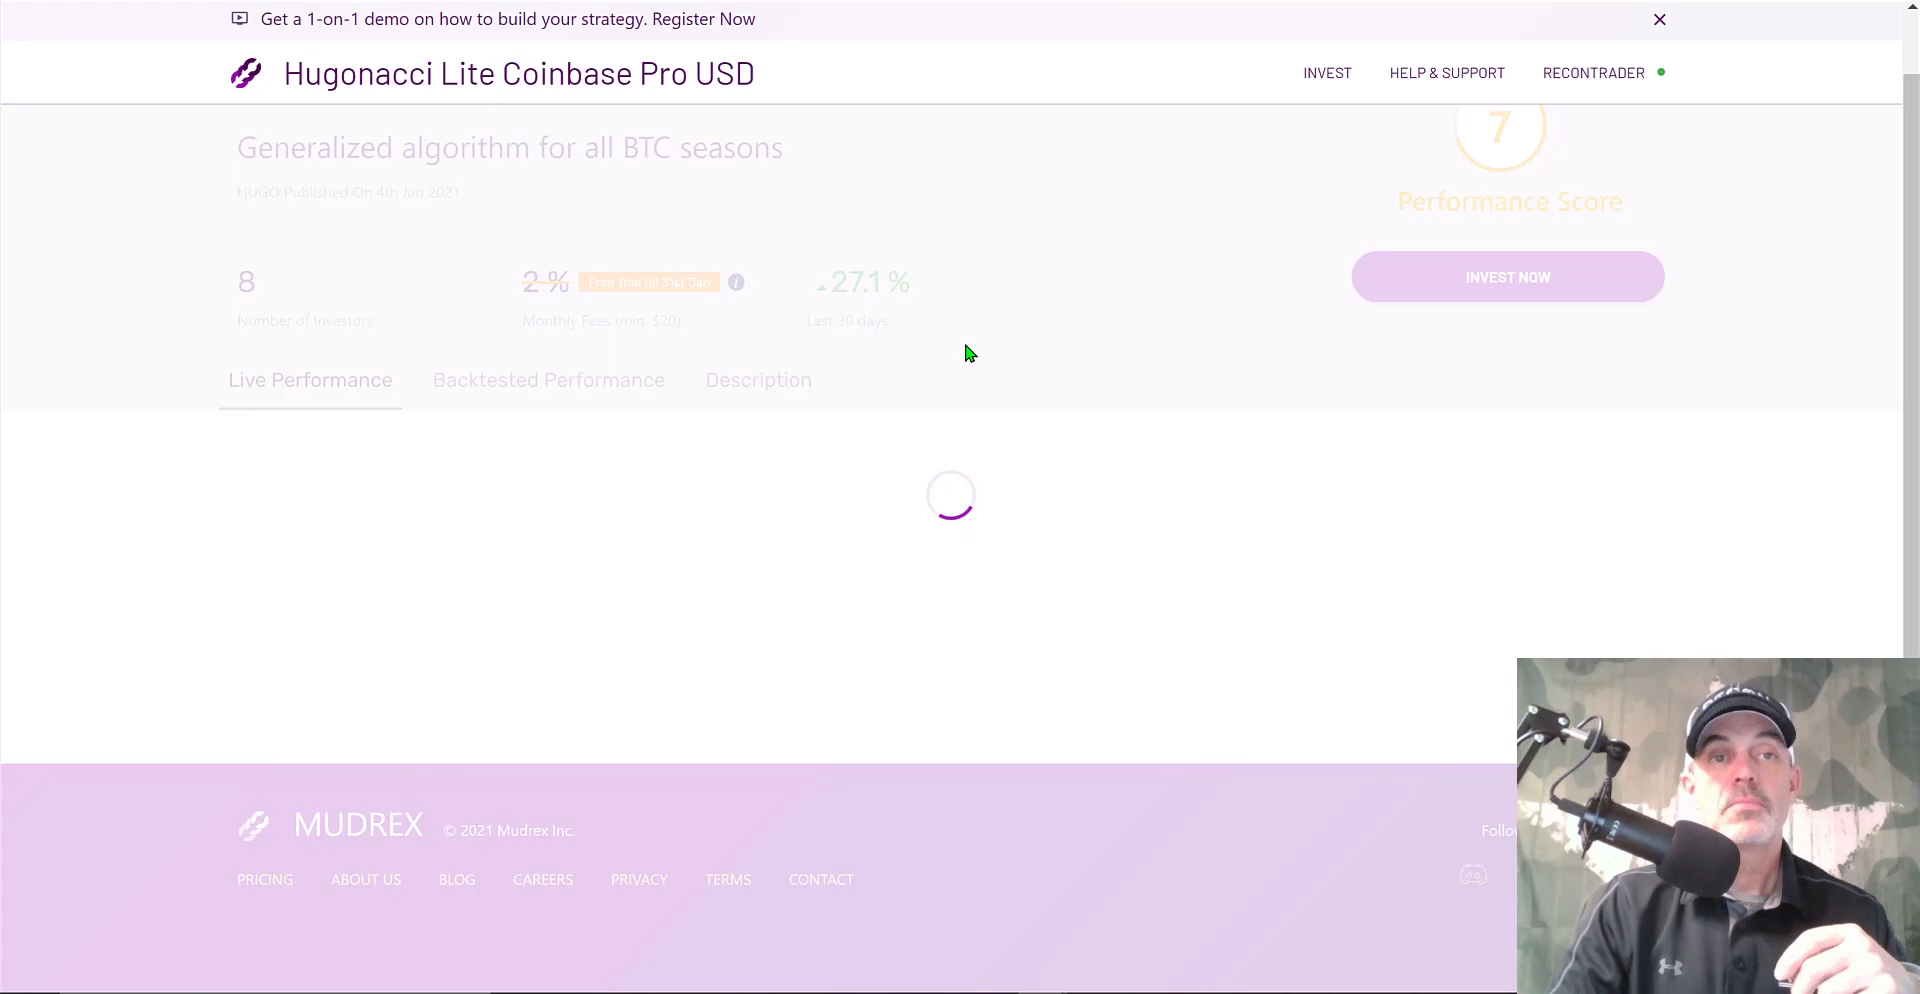 Get a 1-on-1 demo on how to build your strategy. Register Now
Hugonacci Lite Coinbase Pro USD
INVEST
HELP & SUPPORT
RECONTRADER
Generalized algorithm for all BTC seasons
HUGO Published On 4th Jan 2021
7
Performance Score
INVEST NOW
8
Number of Investors
2 % Free Trial till 31st Jan
Monthly Fees (min. $20)
27.1 %
Last 30 days
Live Performance
Backtested Performance
Description
MUDREX © 2021 Mudrex Inc.
Follo
PRICING
ABOUT US
BLOG
CAREERS
PRIVACY
TERMS
CONTACT